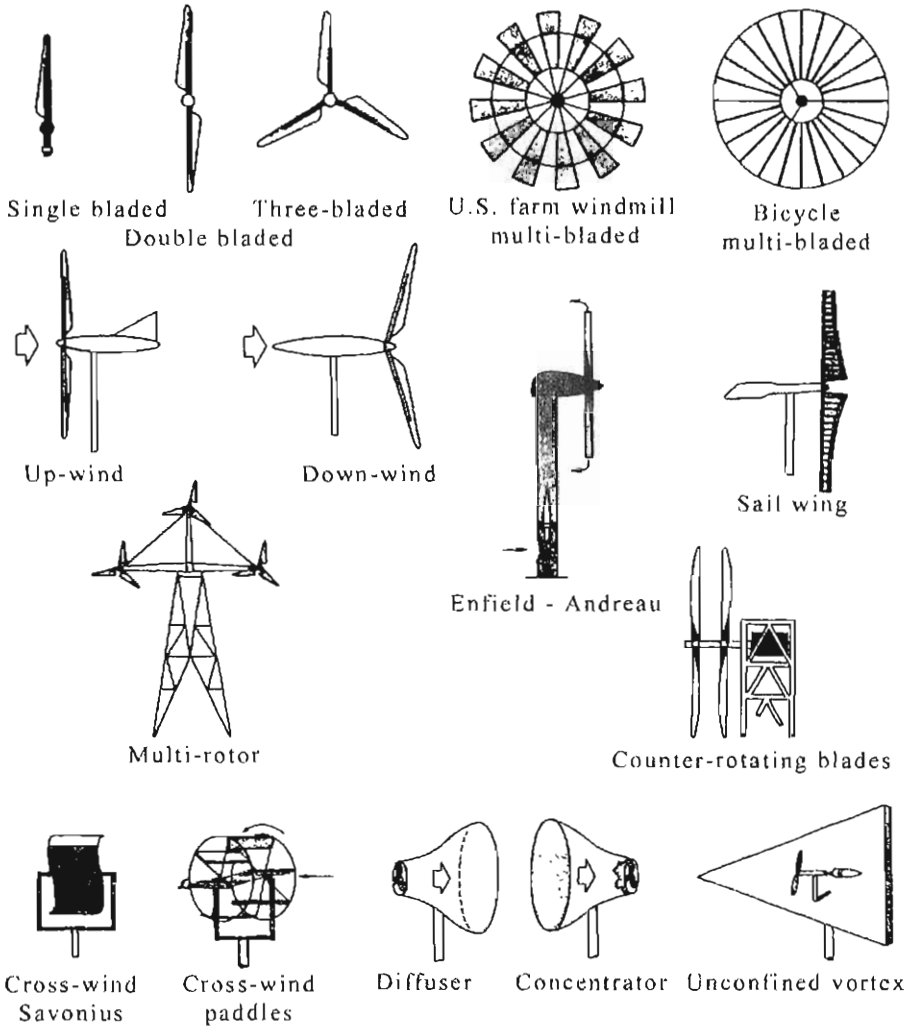 Single bladed
Double bladed
Three-bladed
U.S. farm windmill
multi-bladed
Bicycle
multi-bladed
Up-wind
Down-wind
Enfield - Andreau
Sail wing
Multi-rotor
Counter-rotating blades
Cross-wind
Savonius
Cross-wind
paddles
Diffuser
Concentrator
Unconfined vortex